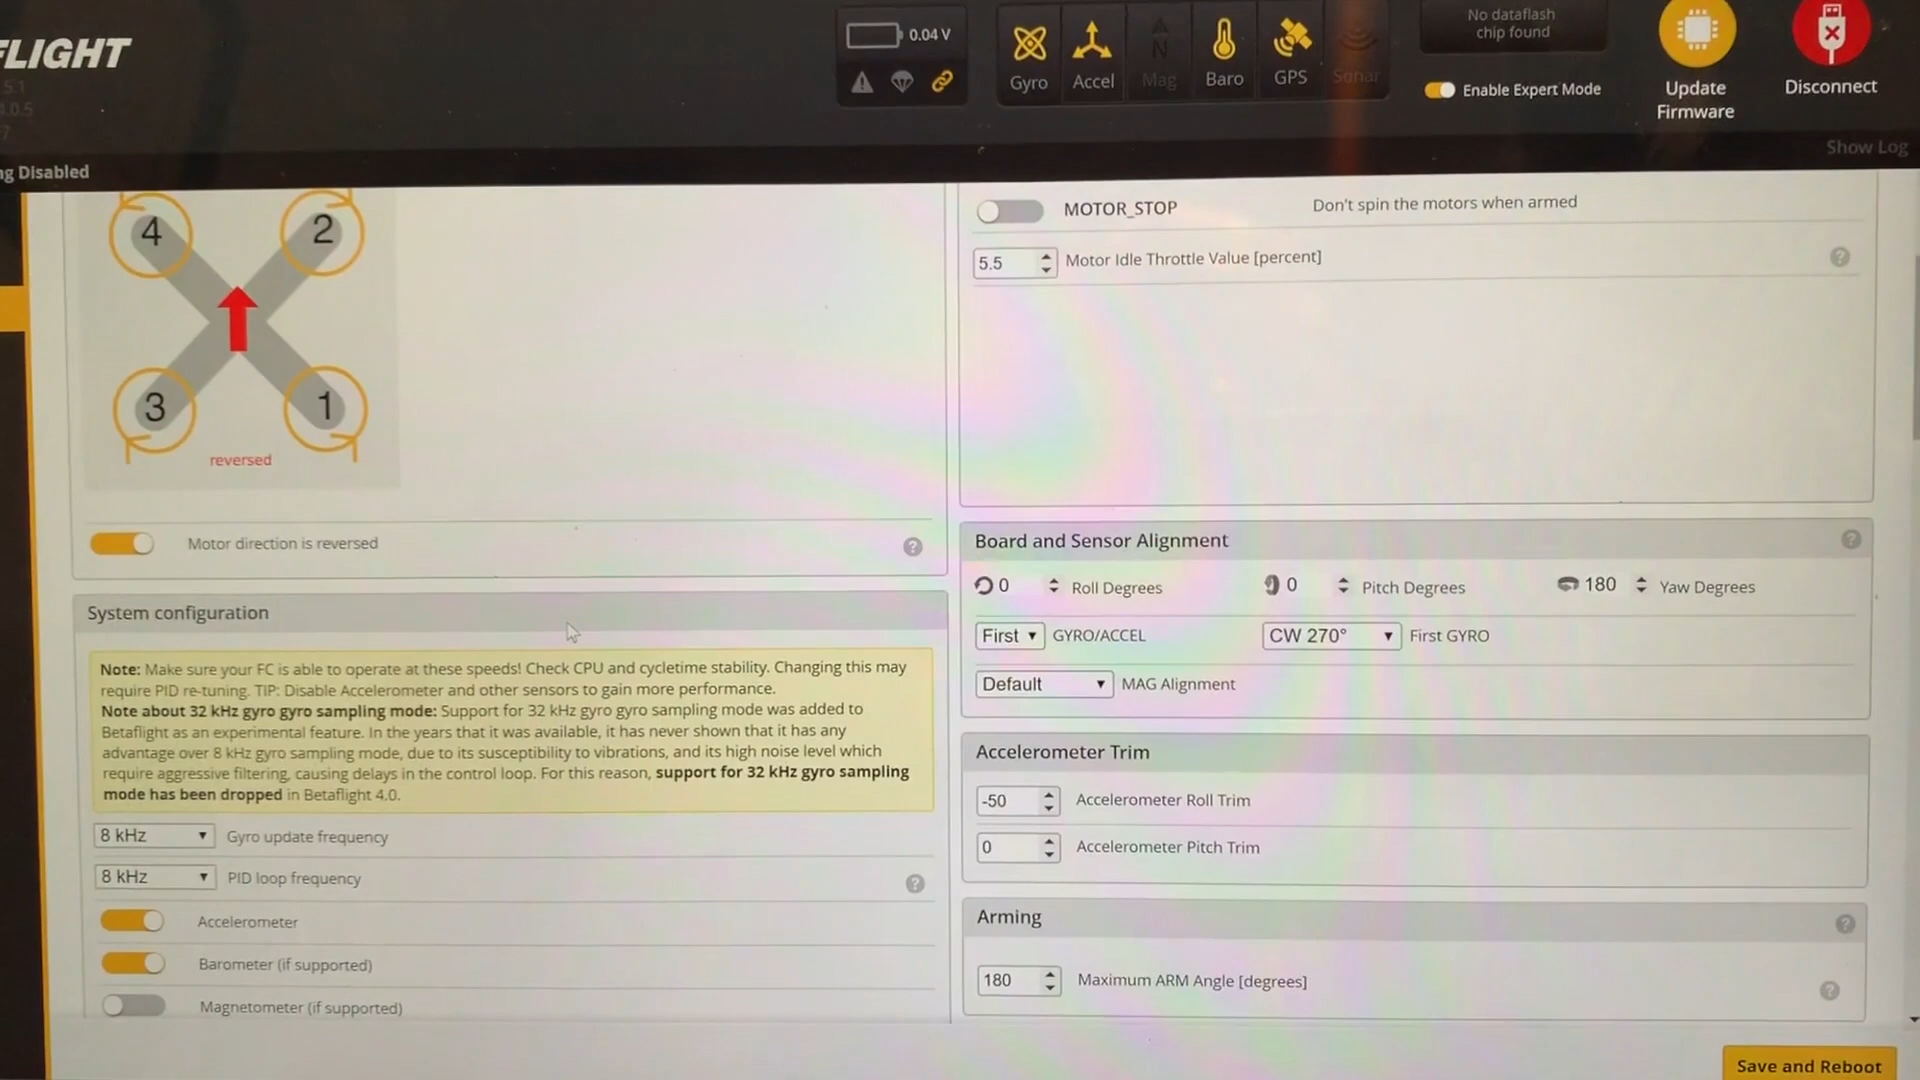 FLIGHT
5.1
4.0.5
7
0.04 V
Gyro
Accel
Mag
Baro
GPS
Sonar
No dataflash
chip found
Enable Expert Mode
Update
Firmware
Disconnect
Show Log
ng Disabled
4
2
3
1
reversed
Motor direction is reversed
MOTOR_STOP
Don't spin the motors when armed
5.5
Motor Idle Throttle Value [percent]
System configuration
Note: Make sure your FC is able to operate at these speeds! Check CPU and cycletime stability. Changing this may
require PID re-tuning. TIP: Disable Accelerometer and other sensors to gain more performance.
Note about 32 kHz gyro gyro sampling mode: Support for 32 kHz gyro gyro sampling mode was added to
Betaflight as an experimental feature. In the years that it was available, it has never shown that it has any
advantage over 8 kHz gyro sampling mode, due to its susceptibility to vibrations, and its high noise level which
require aggressive filtering, causing delays in the control loop. For this reason, support for 32 kHz gyro sampling
mode has been dropped in Betaflight 4.0.
8 kHz Gyro update frequency
8 kHz PID loop frequency
Accelerometer
Barometer (if supported)
Magnetometer (if supported)
Board and Sensor Alignment
0 Roll Degrees
0 Pitch Degrees
180 Yaw Degrees
First GYRO/ACCEL
CW 270° First GYRO
Default MAG Alignment
Accelerometer Trim
-50 Accelerometer Roll Trim
0 Accelerometer Pitch Trim
Arming
180 Maximum ARM Angle [degrees]
Save and Reboot